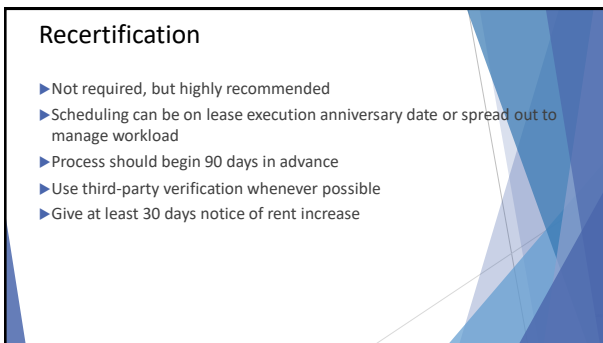 Recertification
▶Not required, but highly recommended
▶Scheduling can be on lease execution anniversary date or spread out to
manage workload
▶Process should begin 90 days in advance
▶Use third-party verification whenever possible
▶Give at least 30 days notice of rent increase